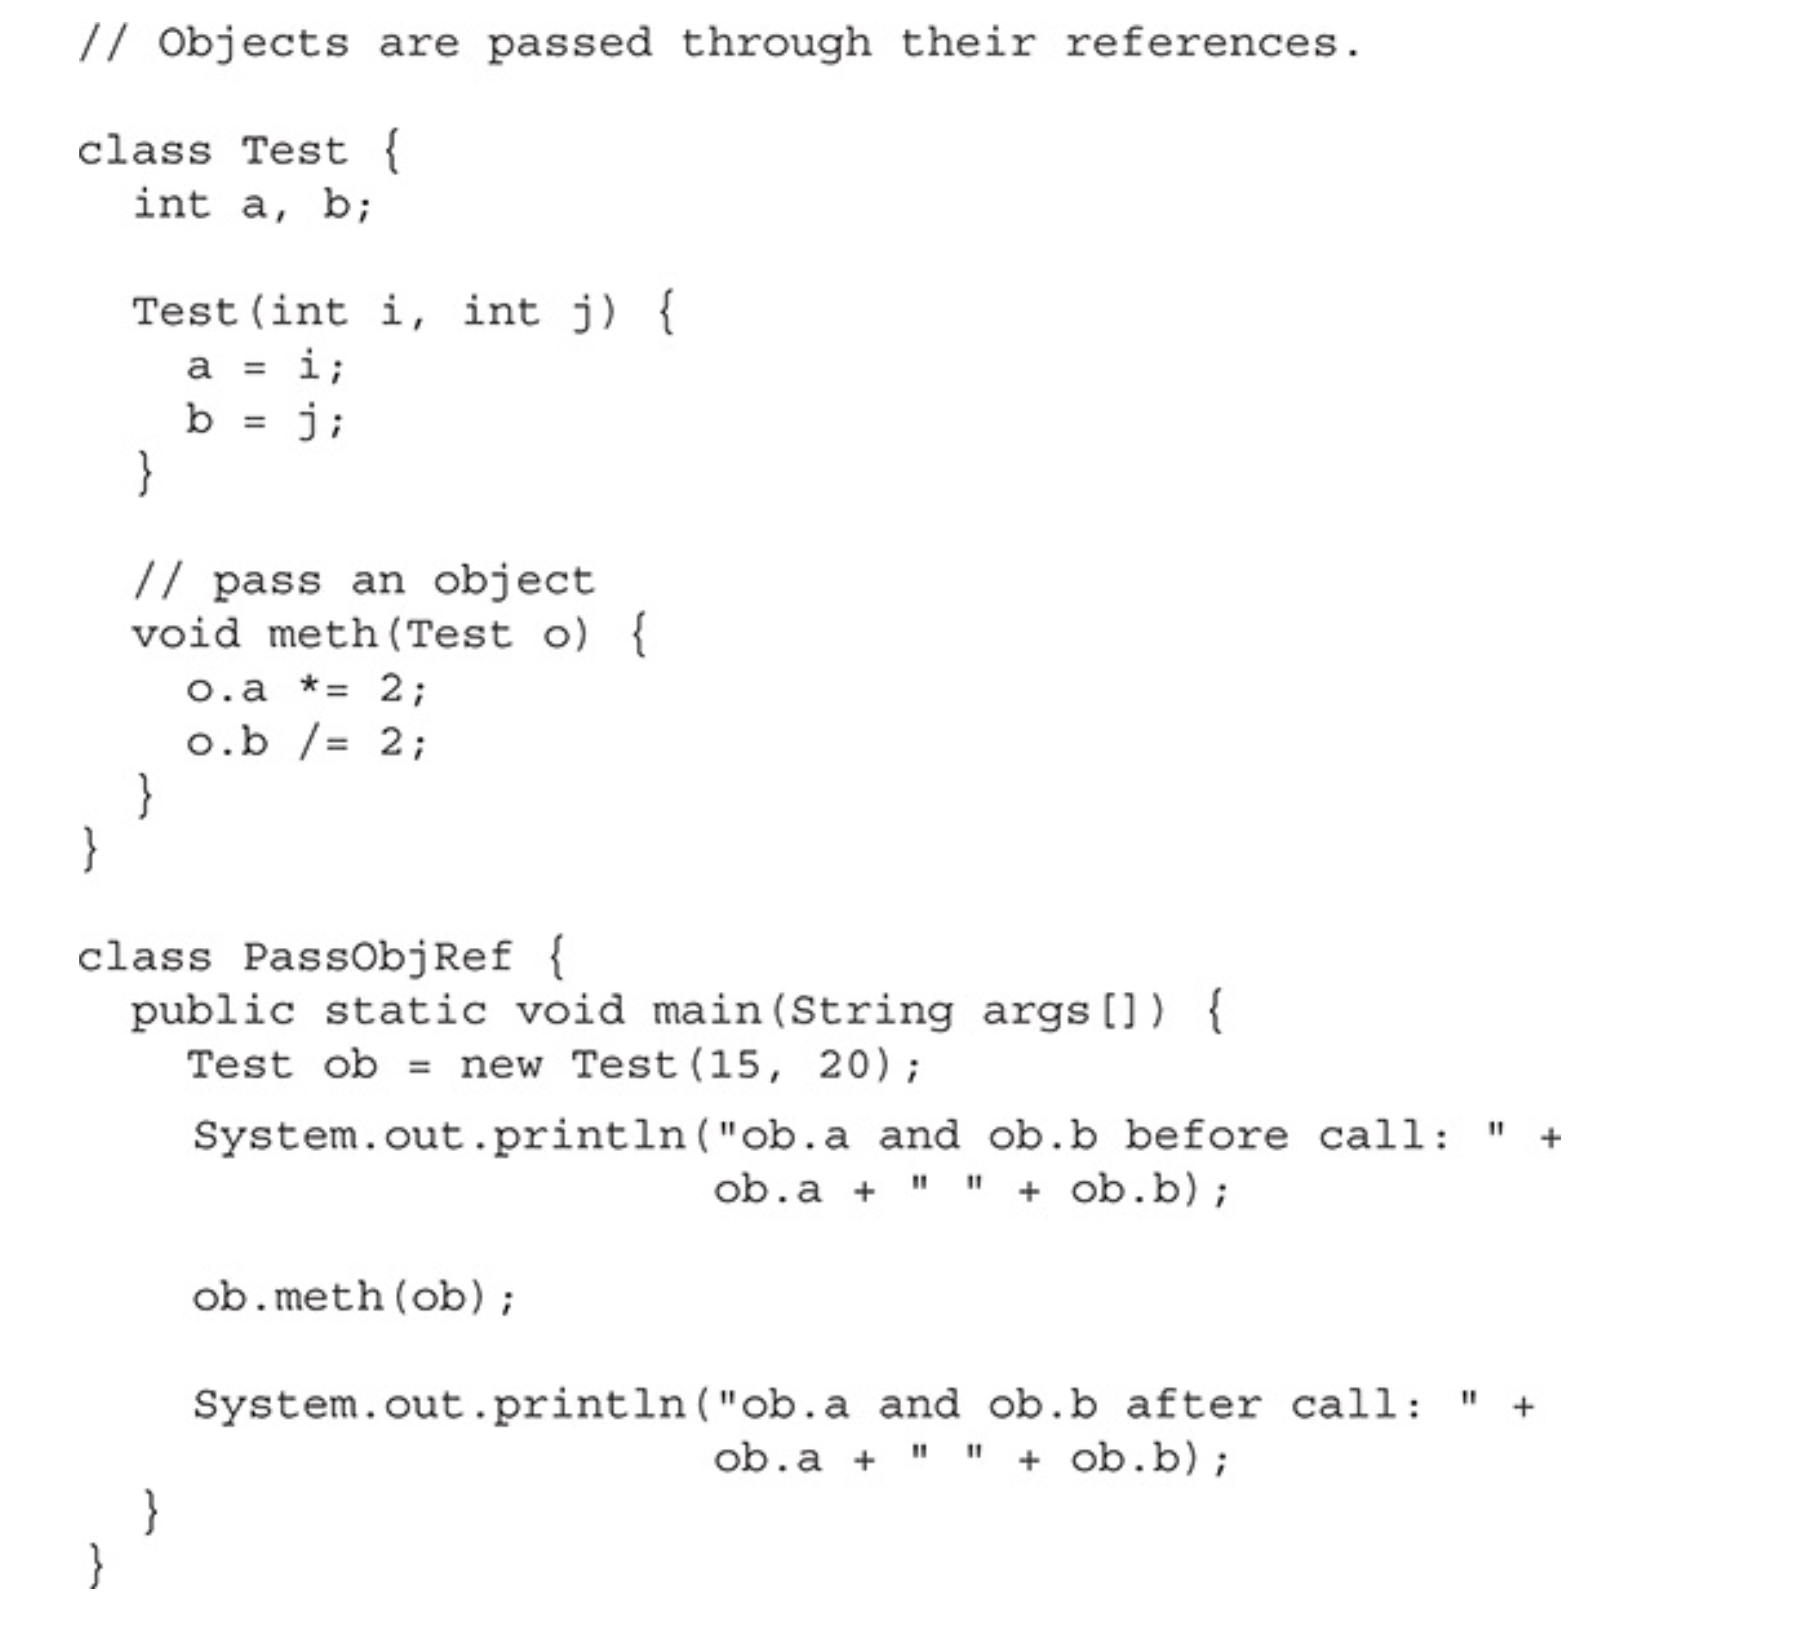 // Objects are passed through their references.
class Test {
int a, b;
Test(int i, int j) {
a = i;
b = j;
}
// pass an object
void meth(Test o) {
o.a *= 2;
o.b /= 2;
}
}
class PassObjRef {
public static void main(String args[]) {
Test ob = new Test(15, 20);
System.out.println("ob.a and ob.b before call: " +
ob.a + " " + ob.b);
ob.meth(ob);
System.out.println("ob.a and ob.b after call: " +
ob.a + " " + ob.b);
}
}